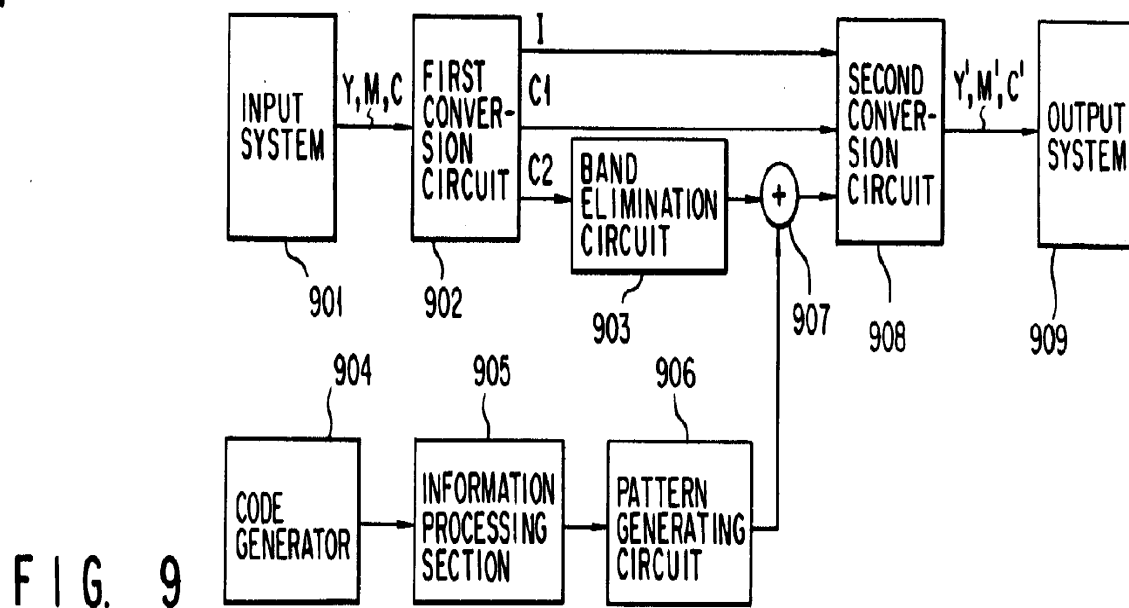 INPUT
SYSTEM
901
Y, M, C
FIRST
CONVER-
SION
CIRCUIT
902
I
C1
C2
BAND
ELIMINATION
CIRCUIT
903
+
907
SECOND
CONVER-
SION
CIRCUIT
908
Y', M', C'
OUTPUT
SYSTEM
909
904
CODE
GENERATOR
905
INFORMATION
PROCESSING
SECTION
906
PATTERN
GENERATING
CIRCUIT
FIG. 9